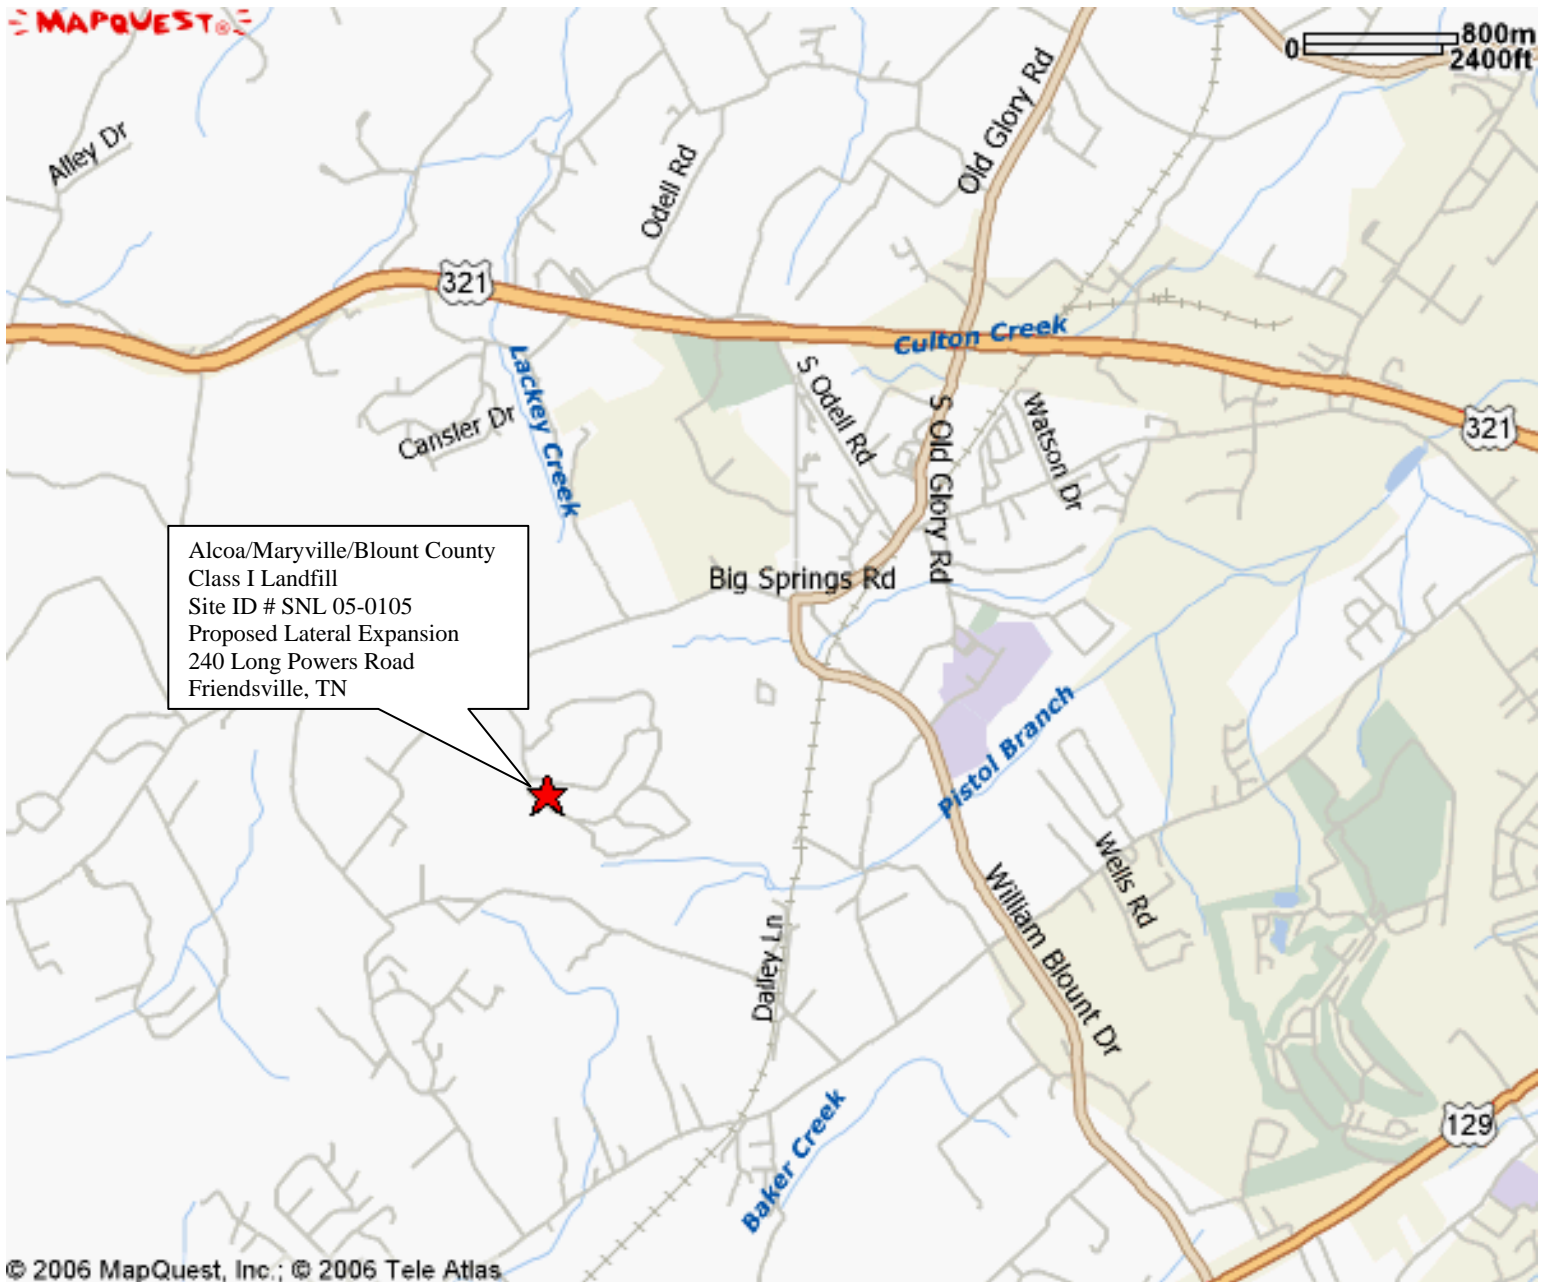 MAPQUEST®
0 800m
2400ft
Alley Dr
Odell Rd
Old Glory Rd
321
Culton Creek
Lackey Creek
S Odell Rd
Cansler Dr
S Old Glory Rd
Watson Dr
321
Alcoa/Maryville/Blount County
Class I Landfill
Site ID # SNL 05-0105
Proposed Lateral Expansion
240 Long Powers Road
Friendsville, TN
Big Springs Rd
Pistol Branch
Wells Rd
William Blount Dr
Dailey Ln
Baker Creek
129
© 2006 MapQuest, Inc.; © 2006 Tele Atlas